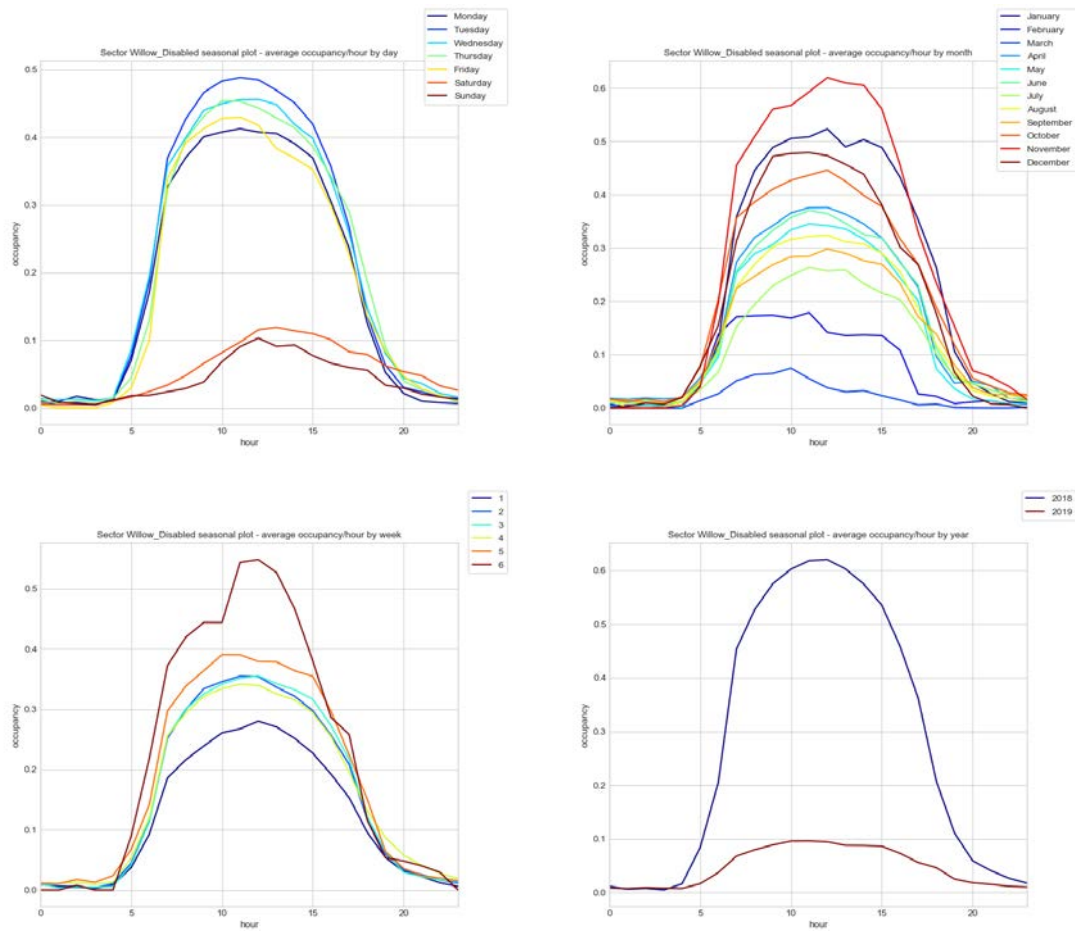 Monday
Tuesday
Wednesday
Thursday
Friday
Saturday
Sunday
Sector Willow_Disabled seasonal plot - average occupancy/hour by day
0.5
0.4
0.3
0.2
0.1
0.0
occupancy
0
5
10
15
20
hour
January
February
March
April
May
June
July
August
September
October
November
December
Sector Willow_Disabled seasonal plot - average occupancy/hour by month
0.6
0.5
0.4
0.3
0.2
0.1
0.0
occupancy
0
5
10
15
20
hour
1
2
3
4
5
6
Sector Willow_Disabled seasonal plot - average occupancy/hour by week
0.5
0.4
0.3
0.2
0.1
0.0
occupancy
0
5
10
15
20
hour
2018
2019
Sector Willow_Disabled seasonal plot - average occupancy/hour by year
0.6
0.5
0.4
0.3
0.2
0.1
0.0
occupancy
0
5
10
15
20
hour